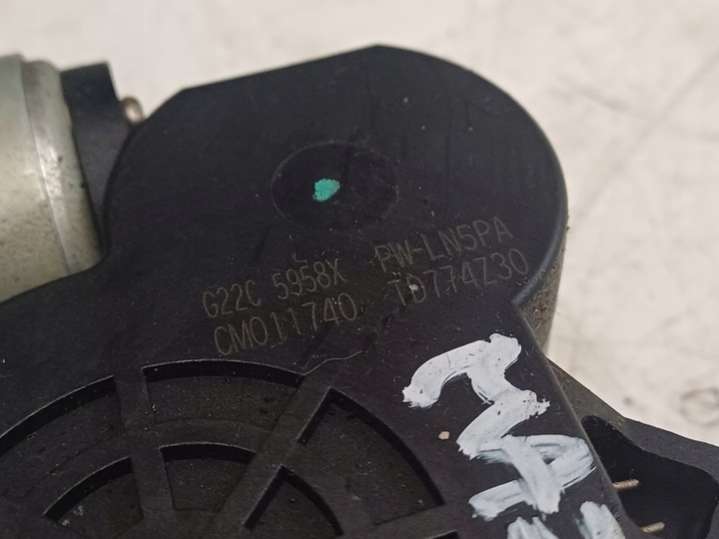 G22C 5958X PW-LN5PA
CM011740 TD774Z30